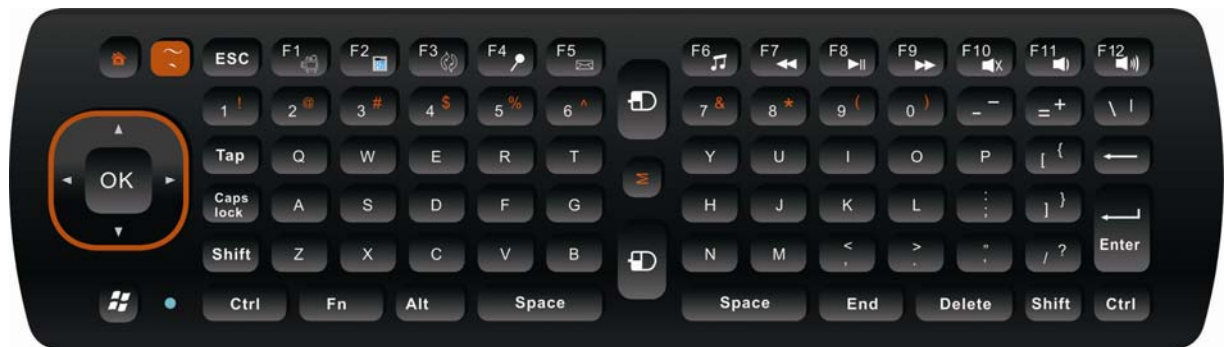 ESC F1 F2 F3 F4 F5 F6 F7 F8 F9 F10 F11 F12
1 ! 2 @ 3 # 4 $ 5 % 6 ^ 7 & 8 * 9 ( 0 ) - _ = + \ |
OK
Tap Q W E R T M Y U I O P [ {
Caps lock A S D F G H J K L ; : ] }
Shift Z X C V B N M < , > . " ' / ? Enter
Ctrl Fn Alt Space Space End Delete Shift Ctrl